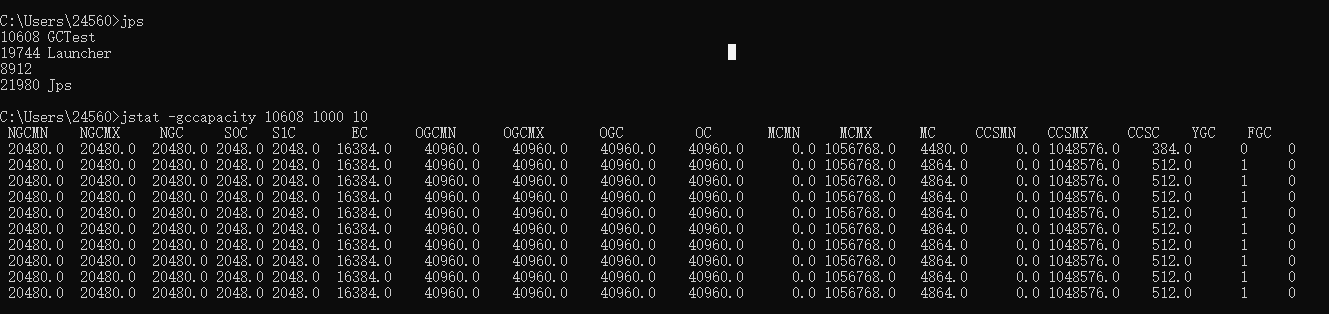 C:\Users\24560>jps
10608 GCTest
19744 Launcher
8912
21980 Jps
C:\Users\24560>jstat -gccapacity 10608 1000 10
NGCMN NGCMX NGC S0C S1C EC OGCMN OGCMX OGC OC MCMN MCMX MC CCSMN CCSMX CCSC YGC FGC
20480.0 20480.0 20480.0 2048.0 2048.0 16384.0 40960.0 40960.0 40960.0 40960.0 0.0 1056768.0 4480.0 0.0 1048576.0 384.0 0 0
20480.0 20480.0 20480.0 2048.0 2048.0 16384.0 40960.0 40960.0 40960.0 40960.0 0.0 1056768.0 4864.0 0.0 1048576.0 512.0 1 0
20480.0 20480.0 20480.0 2048.0 2048.0 16384.0 40960.0 40960.0 40960.0 40960.0 0.0 1056768.0 4864.0 0.0 1048576.0 512.0 1 0
20480.0 20480.0 20480.0 2048.0 2048.0 16384.0 40960.0 40960.0 40960.0 40960.0 0.0 1056768.0 4864.0 0.0 1048576.0 512.0 1 0
20480.0 20480.0 20480.0 2048.0 2048.0 16384.0 40960.0 40960.0 40960.0 40960.0 0.0 1056768.0 4864.0 0.0 1048576.0 512.0 1 0
20480.0 20480.0 20480.0 2048.0 2048.0 16384.0 40960.0 40960.0 40960.0 40960.0 0.0 1056768.0 4864.0 0.0 1048576.0 512.0 1 0
20480.0 20480.0 20480.0 2048.0 2048.0 16384.0 40960.0 40960.0 40960.0 40960.0 0.0 1056768.0 4864.0 0.0 1048576.0 512.0 1 0
20480.0 20480.0 20480.0 2048.0 2048.0 16384.0 40960.0 40960.0 40960.0 40960.0 0.0 1056768.0 4864.0 0.0 1048576.0 512.0 1 0
20480.0 20480.0 20480.0 2048.0 2048.0 16384.0 40960.0 40960.0 40960.0 40960.0 0.0 1056768.0 4864.0 0.0 1048576.0 512.0 1 0
20480.0 20480.0 20480.0 2048.0 2048.0 16384.0 40960.0 40960.0 40960.0 40960.0 0.0 1056768.0 4864.0 0.0 1048576.0 512.0 1 0